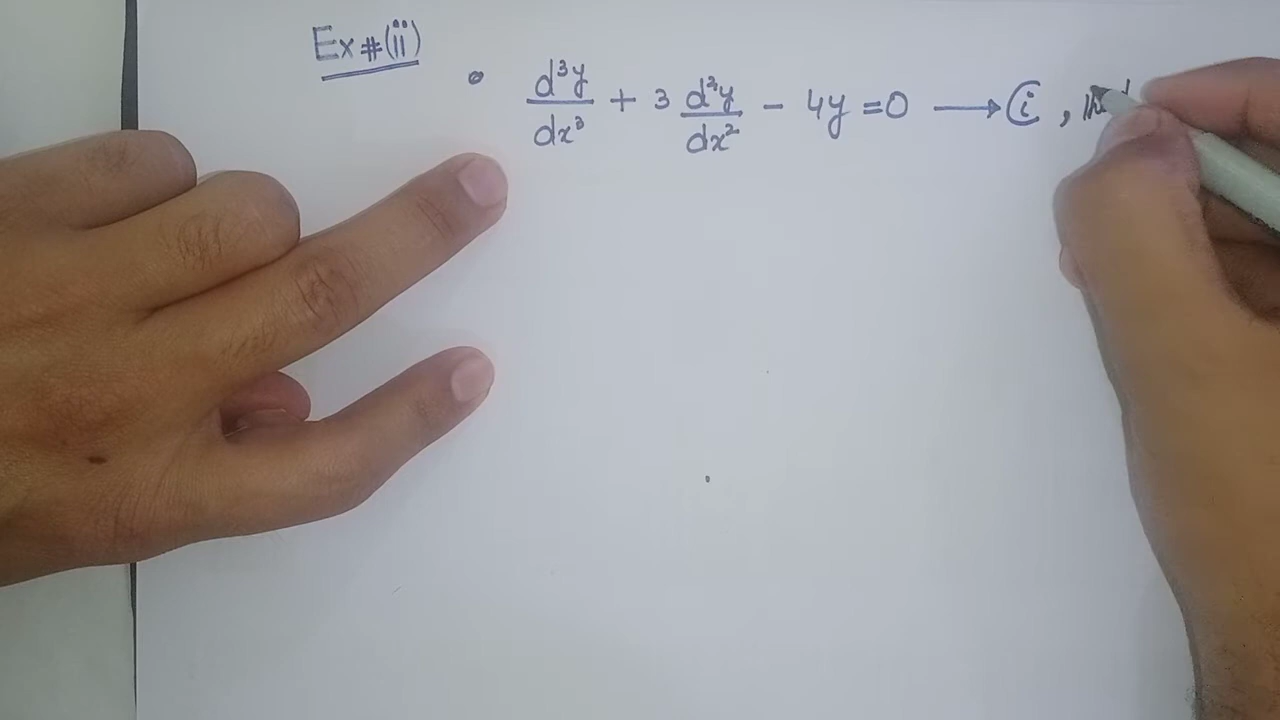 Ex #(ii)
d³y/dx³ + 3 d²y/dx² - 4y = 0 → (i) ,